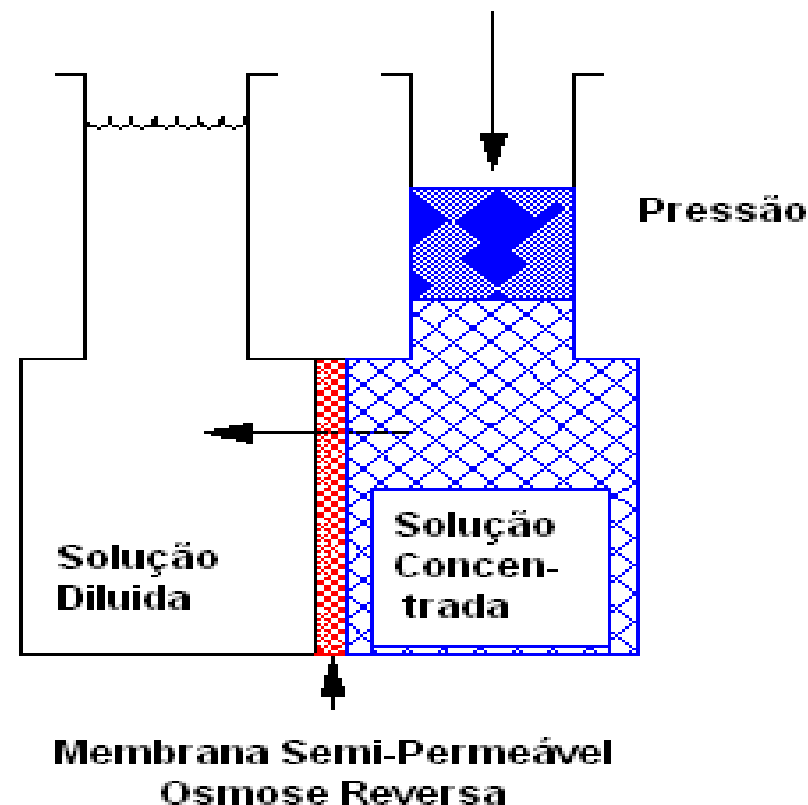 Pressão
Solução
Diluida
Solução
Concen-
trada
Membrana Semi-Permeável
Osmose Reversa